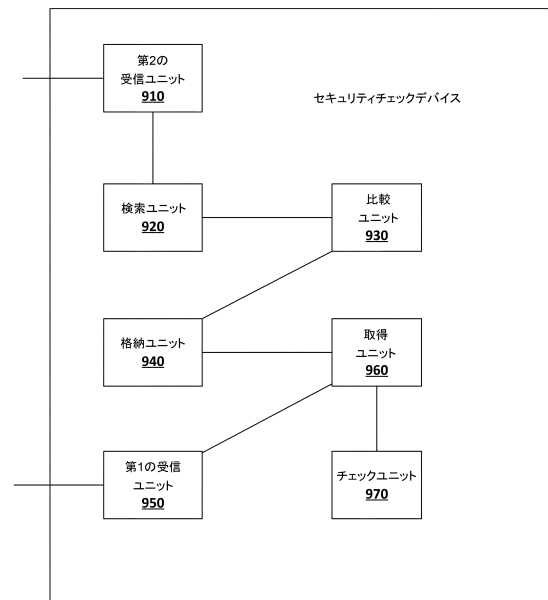 第2の
受信ユニット
910
セキュリティチェックデバイス
検索ユニット
920
比較
ユニット
930
格納ユニット
940
取得
ユニット
960
第1の受信
ユニット
950
チェックユニット
970